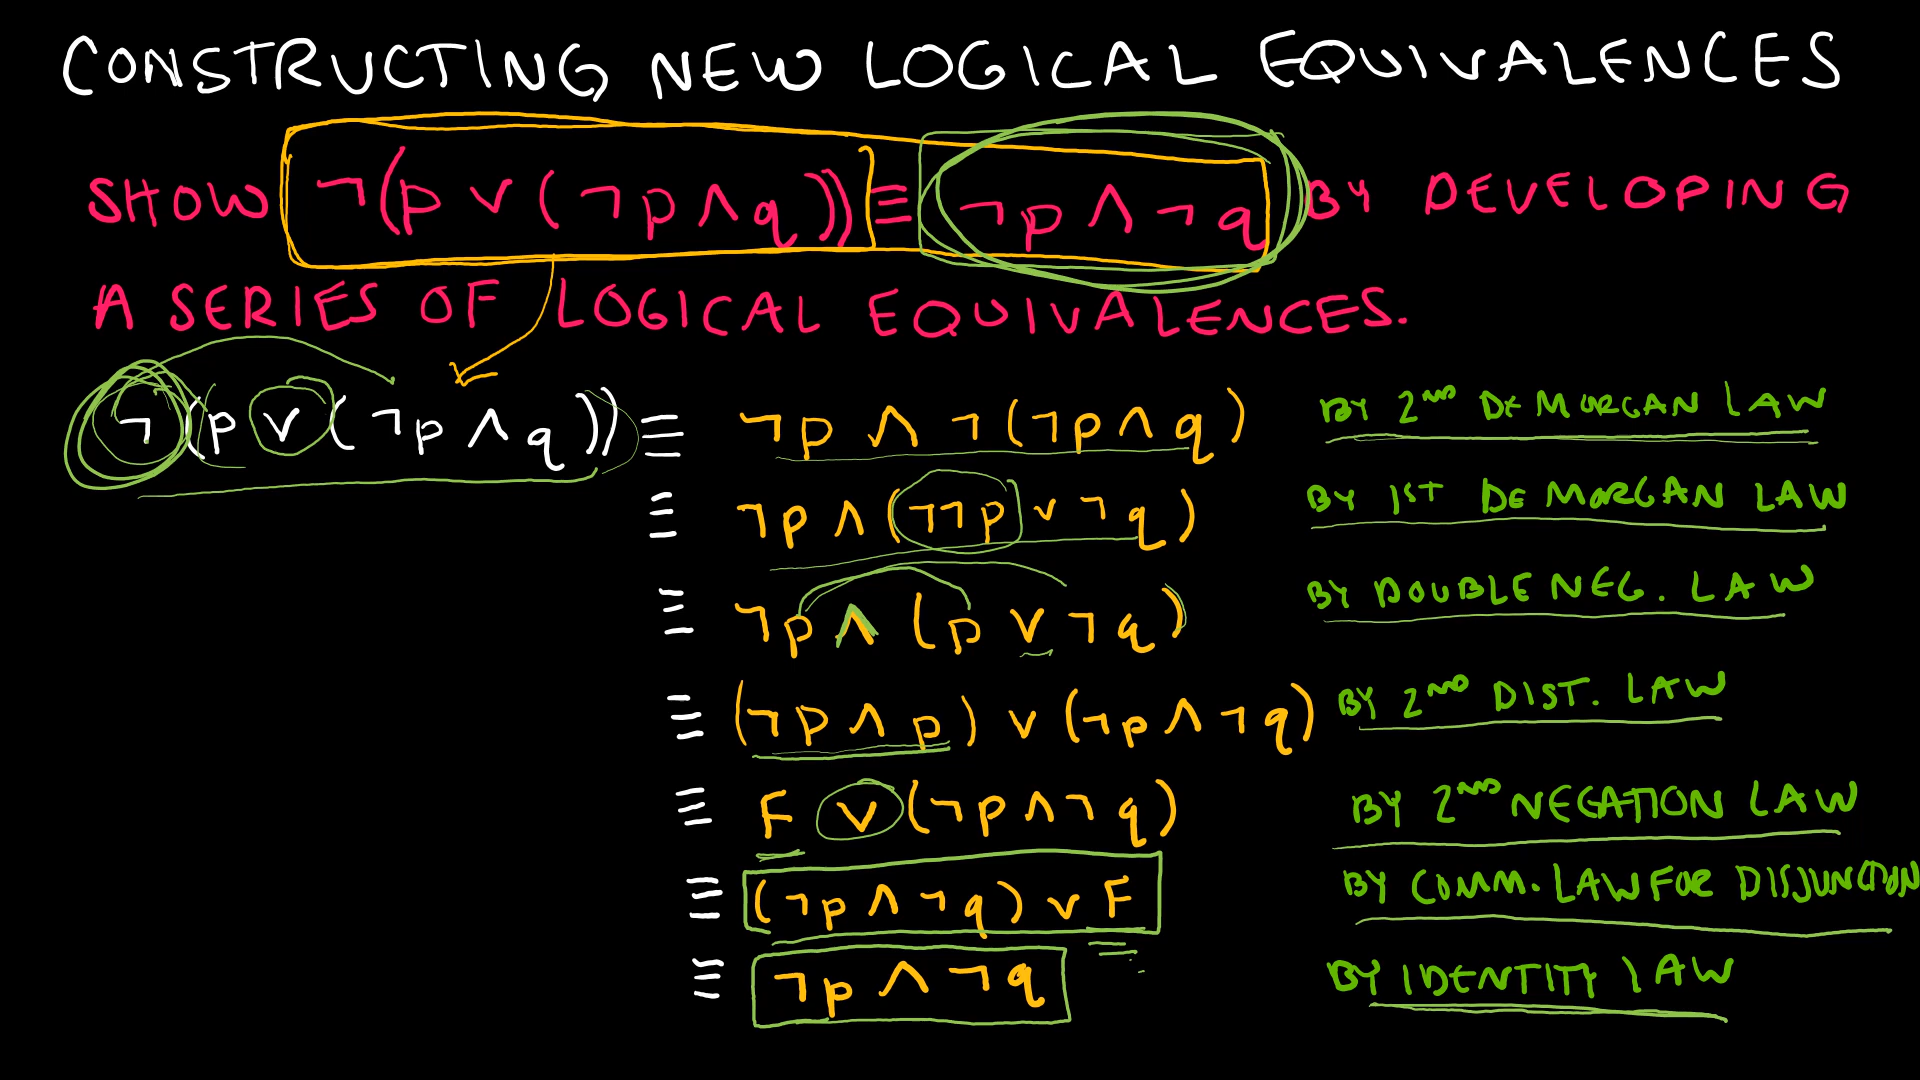 CONSTRUCTING NEW LOGICAL EQUIVALENCES
SHOW ¬(p ∨ (¬p ∧ q)) ≡ ¬p ∧ ¬q BY DEVELOPING
A SERIES OF LOGICAL EQUIVALENCES.
¬(p ∨ (¬p ∧ q)) ≡ ¬p ∧ ¬(¬p ∧ q) BY 2ND DE MORGAN LAW
≡ ¬p ∧ (¬¬p ∨ ¬q) BY 1ST DE MORGAN LAW
≡ ¬p ∧ (p ∨ ¬q) BY DOUBLE NEG. LAW
≡ (¬p ∧ p) ∨ (¬p ∧ ¬q) BY 2ND DIST. LAW
≡ F ∨ (¬p ∧ ¬q) BY 2ND NEGATION LAW
≡ (¬p ∧ ¬q) ∨ F BY COMM. LAW FOR DISJUNCTION
≡ ¬p ∧ ¬q BY IDENTITY LAW